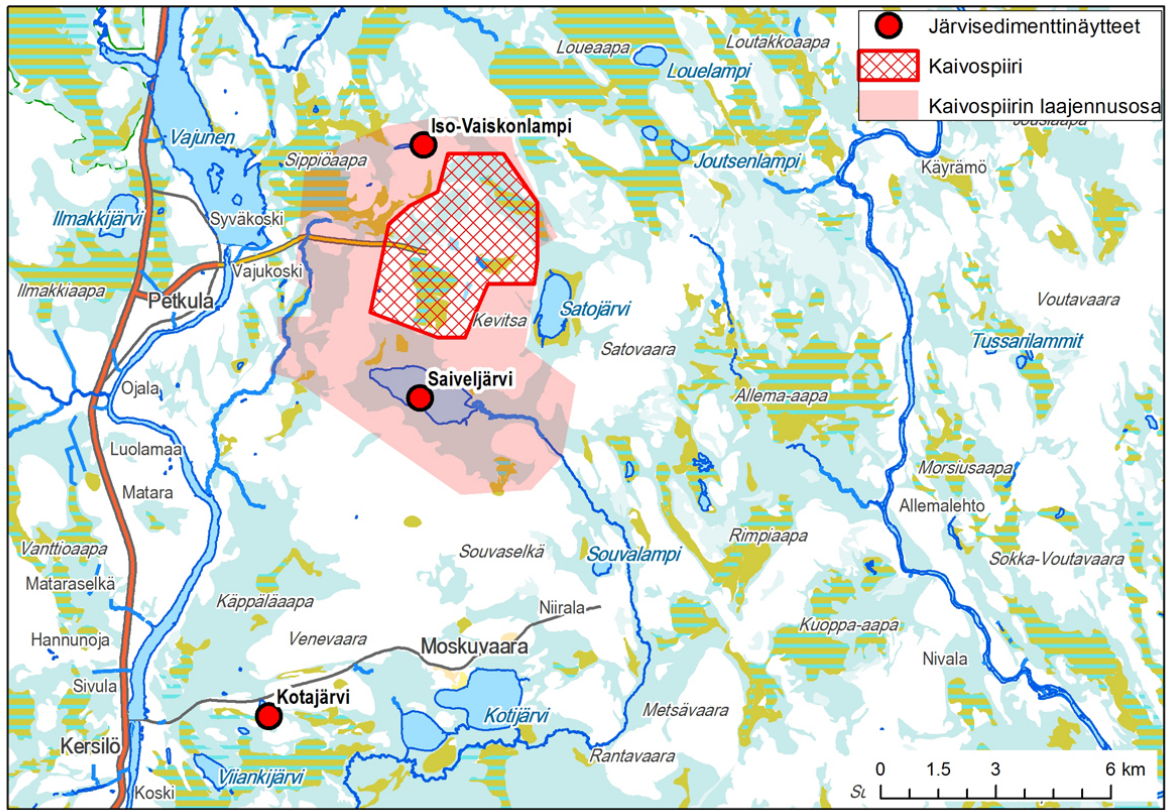 Järvisedimenttinäytteet
Kaivospiiri
Kaivospiirin laajennusosa
Loueaapa
Loutakkoaapa
Louelampi
Iso-Vaiskonlampi
Vajunen
Sippiöaapa
Joutsenlampi
Käyrämö
Ilmakkijärvi
Syväkoski
Vajukoski
Ilmakkiaapa
Petkula
Kevitsa
Satojärvi
Voutavaara
Satovaara
Tussarilammit
Ojala
Saiveljärvi
Allema-aapa
Luolamaa
Matara
Morsiusaapa
Allemalehto
Vanttioaapa
Souvaselkä
Souvalampi
Rimpiaapa
Sokka-Voutavaara
Mataraselkä
Käppäläaapa
Niirala
Hannunoja
Venevaara
Moskuvaara
Kuoppa-aapa
Nivala
Sivula
Kotajärvi
Kotijärvi
Metsävaara
Kersilö
Rantavaara
Viiankijärvi
Koski
0 1.5 3 6 km